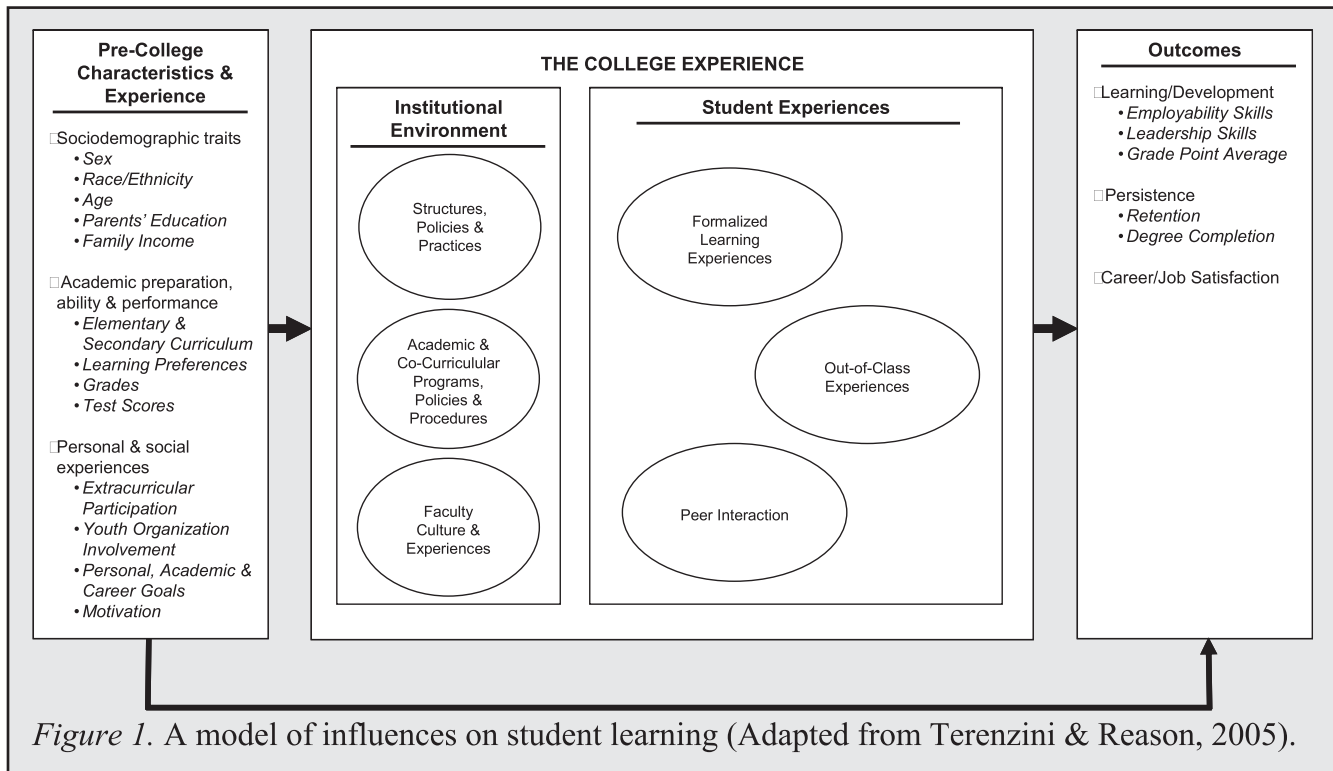 Pre-College
Characteristics &
Experience
Sociodemographic traits
• Sex
• Race/Ethnicity
• Age
• Parents' Education
• Family Income
Academic preparation,
ability & performance
• Elementary &
Secondary Curriculum
• Learning Preferences
• Grades
• Test Scores
Personal & social
experiences
• Extracurricular
Participation
• Youth Organization
Involvement
• Personal, Academic &
Career Goals
• Motivation
THE COLLEGE EXPERIENCE
Institutional
Environment
Structures,
Policies &
Practices
Academic &
Co-Curriculular
Programs,
Policies &
Procedures
Faculty
Culture &
Experiences
Student Experiences
Formalized
Learning
Experiences
Out-of-Class
Experiences
Peer Interaction
Outcomes
Learning/Development
• Employability Skills
• Leadership Skills
• Grade Point Average
Persistence
• Retention
• Degree Completion
Career/Job Satisfaction
Figure 1. A model of influences on student learning (Adapted from Terenzini & Reason, 2005).